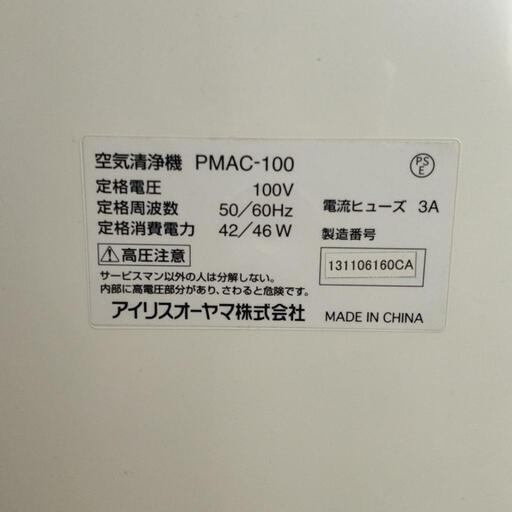 空気清浄機 PMAC-100
PSE
定格電圧 100V
定格周波数 50/60Hz 電流ヒューズ 3A
定格消費電力 42/46W 製造番号
高圧注意 131106160CA
サービスマン以外の人は分解しない。
内部に高電圧部分があり、さわると危険です。
アイリスオーヤマ株式会社 MADE IN CHINA